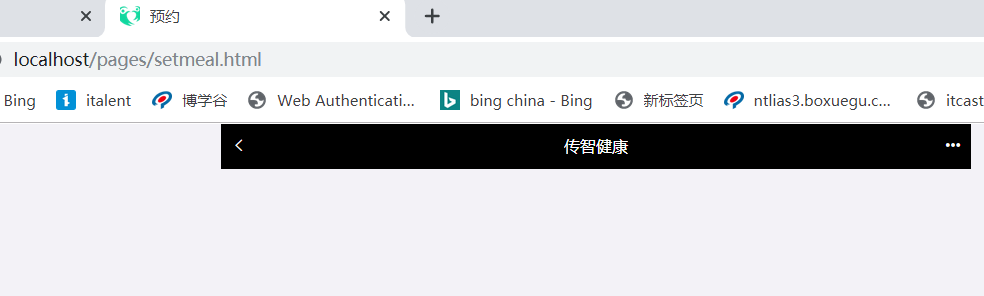 预约
localhost/pages/setmeal.html
Bing italent 博学谷 Web Authenticati... bing china - Bing 新标签页 ntlias3.boxuegu.c... itcast
传智健康